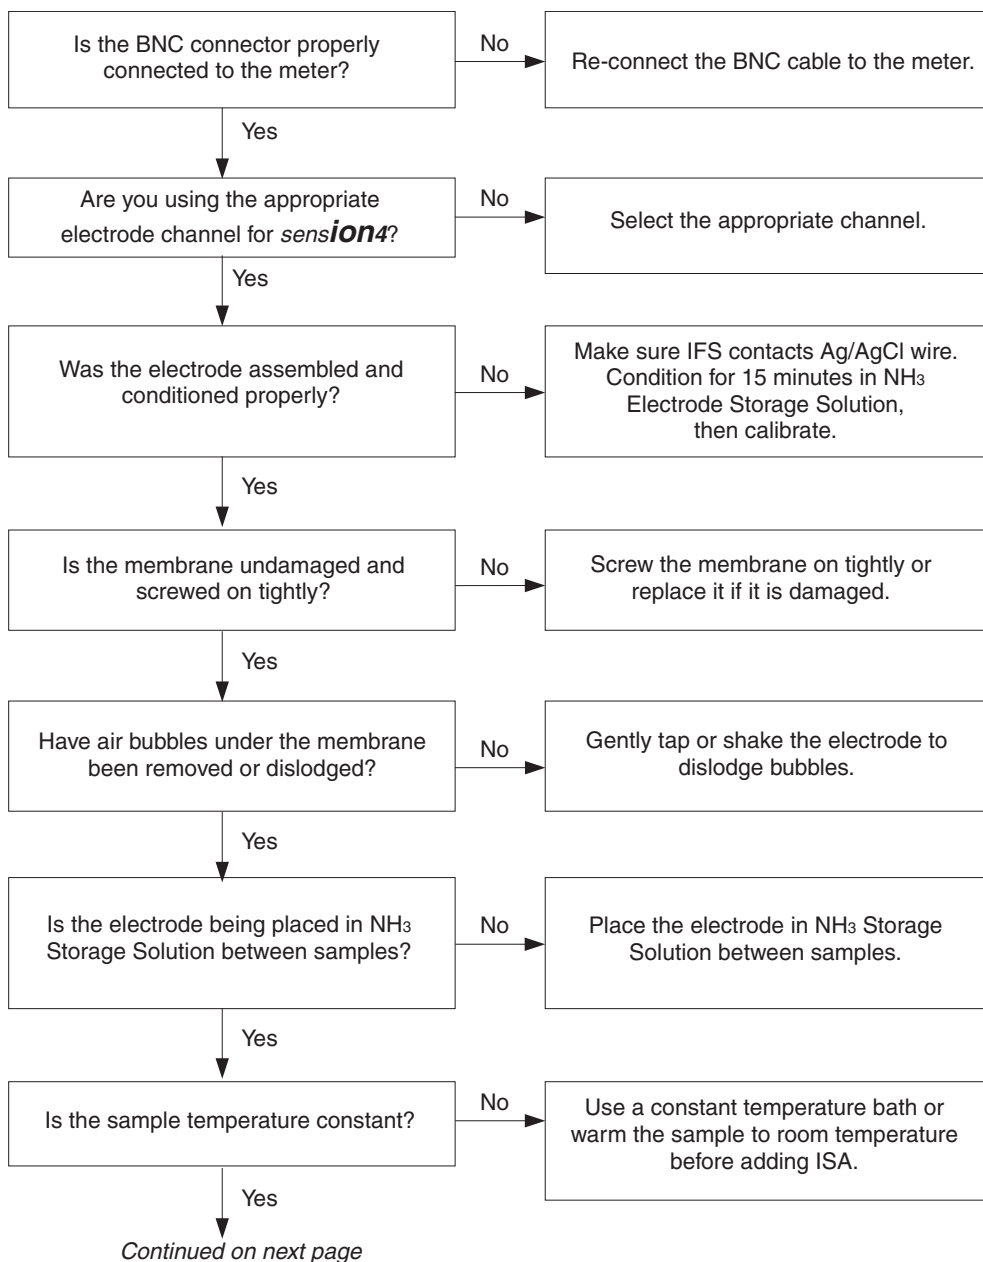 Is the BNC connector properly
connected to the meter?
No
Re-connect the BNC cable to the meter.
Yes
Are you using the appropriate
electrode channel for sension4?
No
Select the appropriate channel.
Yes
Was the electrode assembled and
conditioned properly?
No
Make sure IFS contacts Ag/AgCl wire.
Condition for 15 minutes in NH3
Electrode Storage Solution,
then calibrate.
Yes
Is the membrane undamaged and
screwed on tightly?
No
Screw the membrane on tightly or
replace it if it is damaged.
Yes
Have air bubbles under the membrane
been removed or dislodged?
No
Gently tap or shake the electrode to
dislodge bubbles.
Yes
Is the electrode being placed in NH3
Storage Solution between samples?
No
Place the electrode in NH3 Storage
Solution between samples.
Yes
Is the sample temperature constant?
No
Use a constant temperature bath or
warm the sample to room temperature
before adding ISA.
Yes
Continued on next page